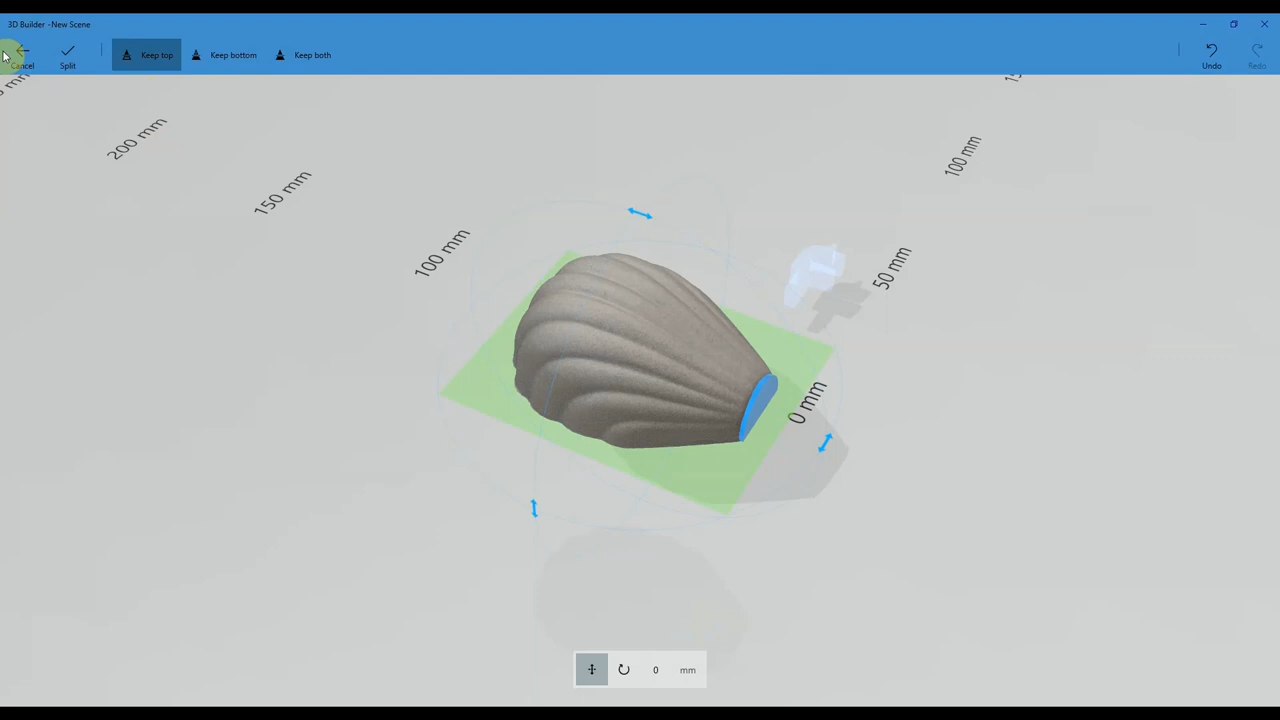 3D Builder -New Scene
Cancel
Split
Keep top
Keep bottom
Keep both
Undo
Redo
200 mm
150 mm
100 mm
100 mm
50 mm
0 mm
0 mm